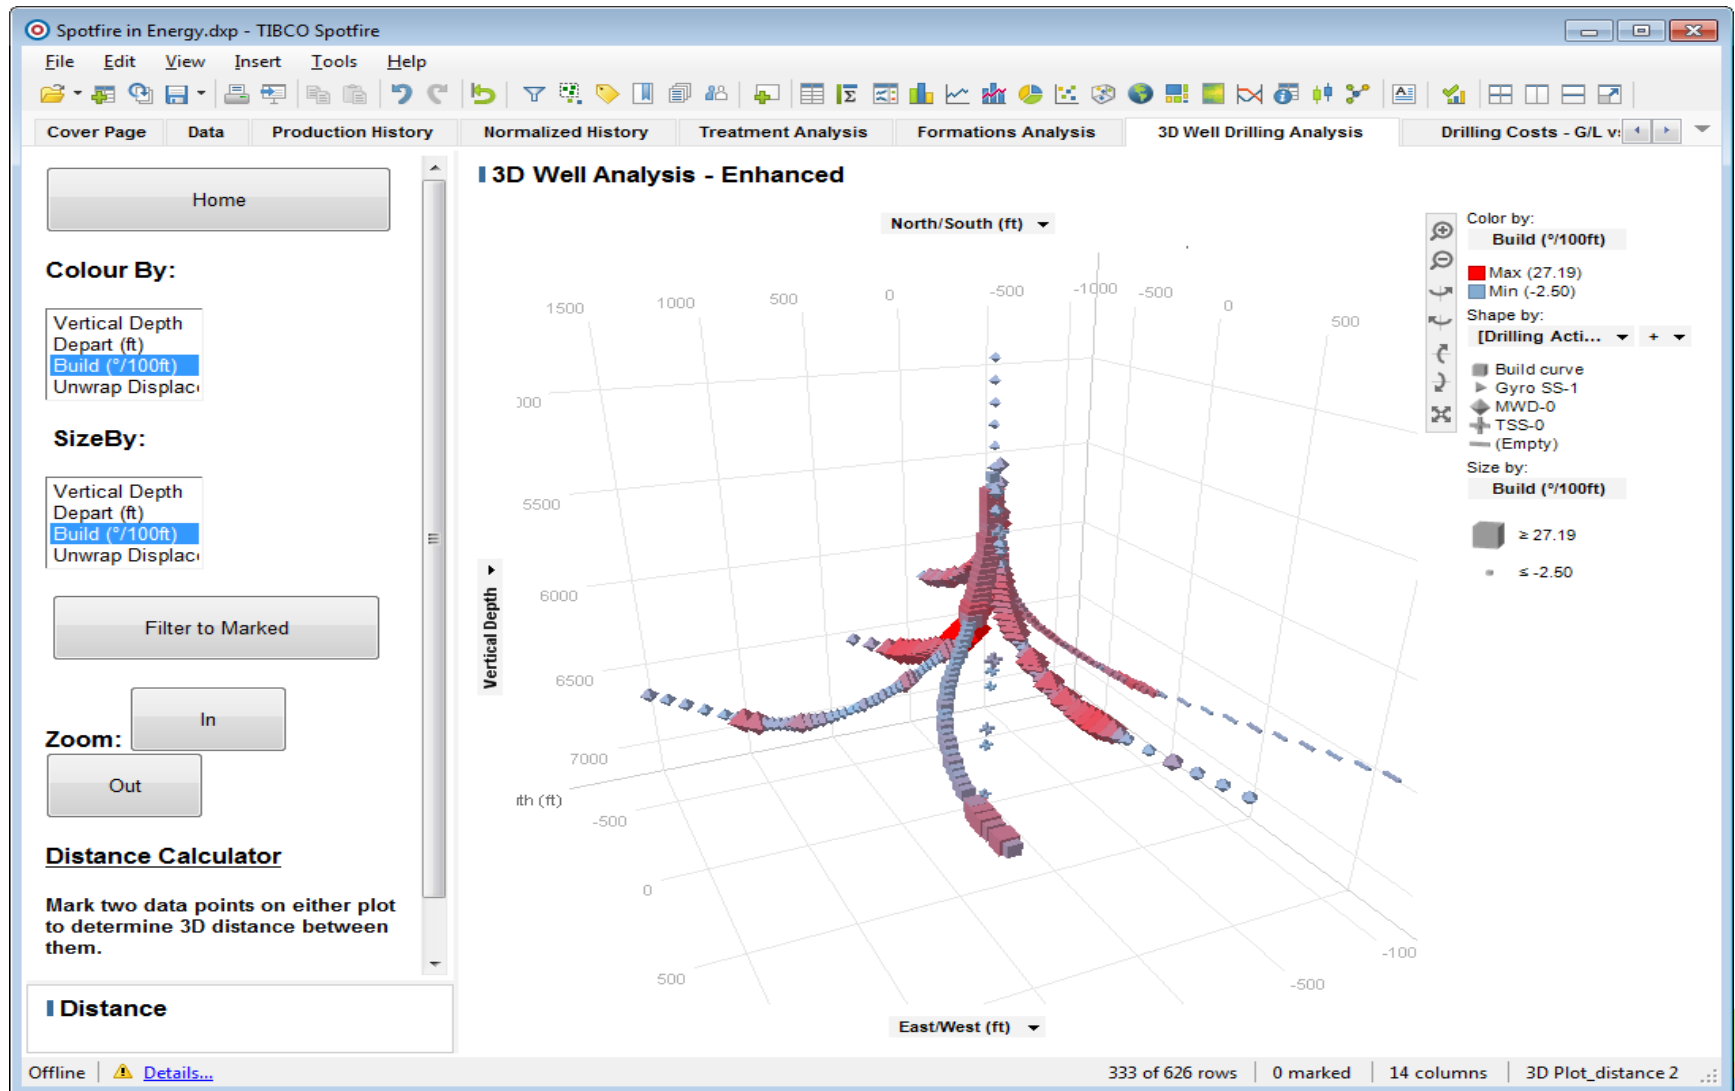 Spotfire in Energy.dxp - TIBCO Spotfire
File Edit View Insert Tools Help
Cover Page Data Production History Normalized History Treatment Analysis Formations Analysis 3D Well Drilling Analysis Drilling Costs - G/L v
Home
Colour By:
Vertical Depth
Depart (ft)
Build (°/100ft)
Unwrap Displac
SizeBy:
Vertical Depth
Depart (ft)
Build (°/100ft)
Unwrap Displac
Filter to Marked
Zoom: In
Out
Distance Calculator
Mark two data points on either plot
to determine 3D distance between
them.
Distance
3D Well Analysis - Enhanced
North/South (ft)
1500 1000 500 0 -500 -1000 -500 0 500
000
5500
6000
6500
7000
Vertical Depth
th (ft)
-500
0
500
-100
-500
East/West (ft)
Color by:
Build (°/100ft)
Max (27.19)
Min (-2.50)
Shape by:
[Drilling Acti... +
Build curve
Gyro SS-1
MWD-0
TSS-0
(Empty)
Size by:
Build (°/100ft)
≥ 27.19
≤ -2.50
Offline Details... 333 of 626 rows 0 marked 14 columns 3D Plot_distance 2